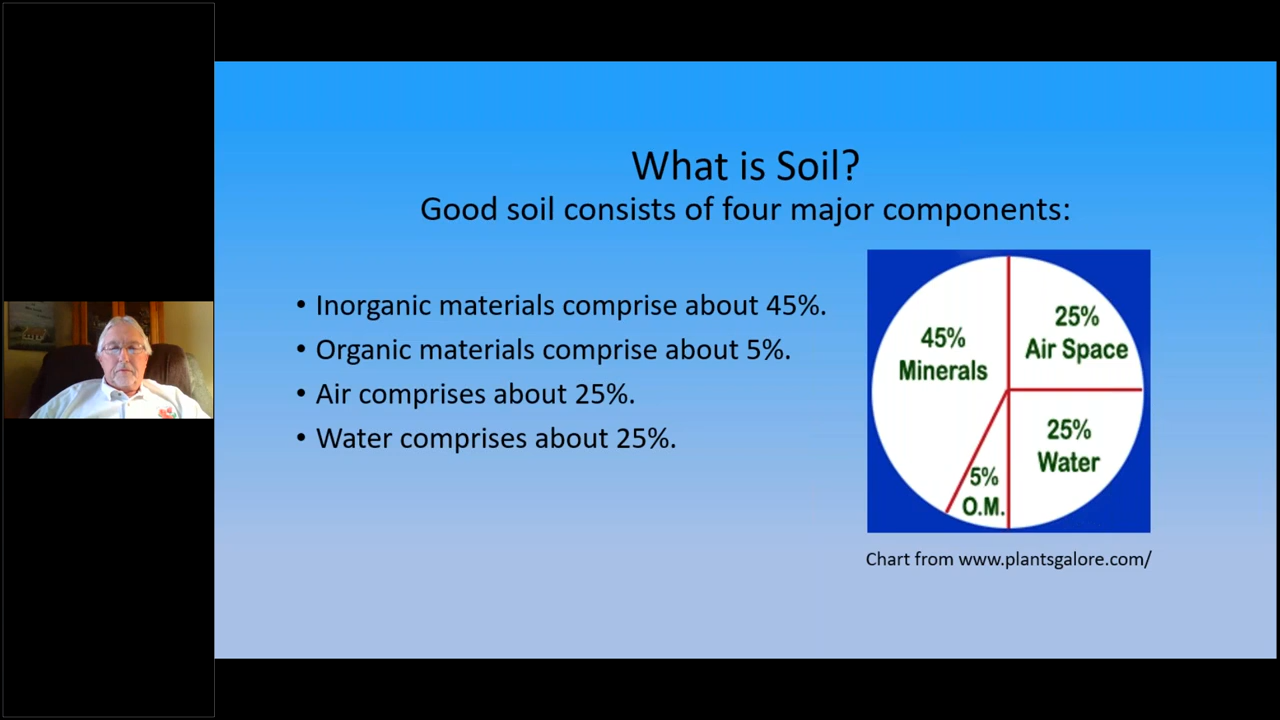 What is Soil?
Good soil consists of four major components:
• Inorganic materials comprise about 45%.
• Organic materials comprise about 5%.
• Air comprises about 25%.
• Water comprises about 25%.
45%
Minerals
25%
Air Space
25%
Water
5%
O.M.
Chart from www.plantsgalore.com/